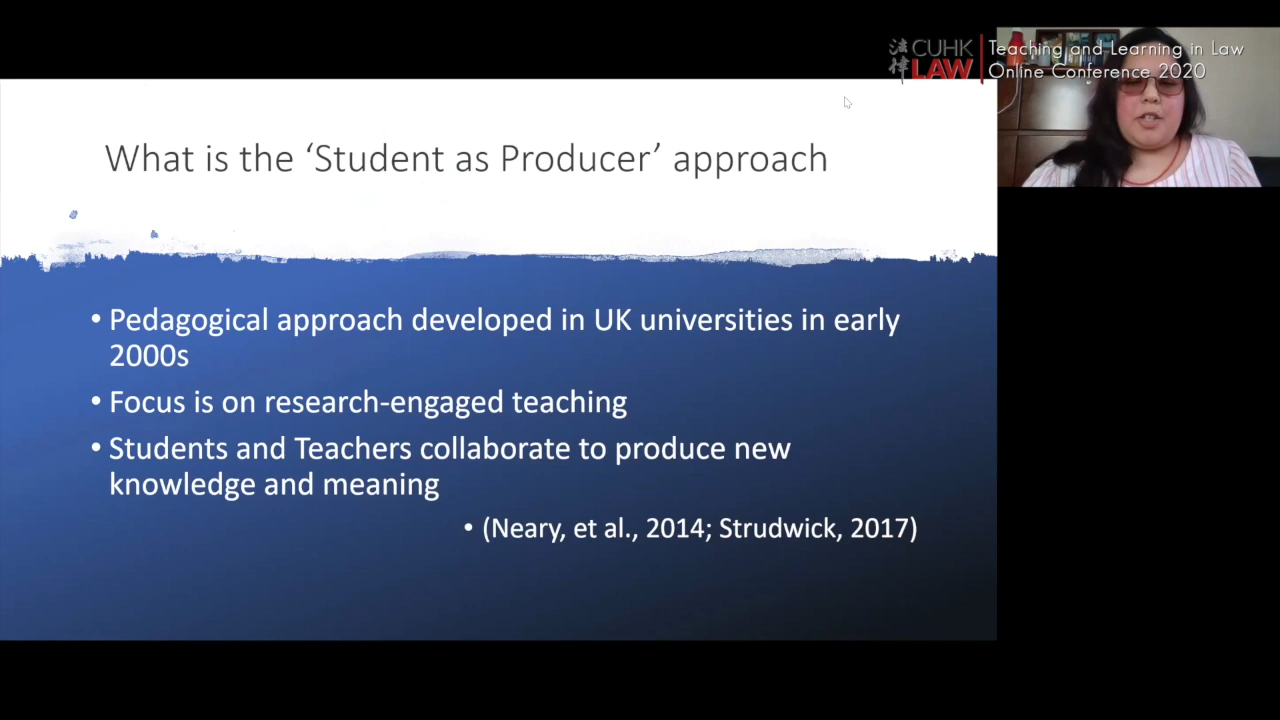 法律 CUHK LAW
Teaching and Learning in Law
Online Conference 2020
What is the ‘Student as Producer’ approach
• Pedagogical approach developed in UK universities in early
2000s
• Focus is on research-engaged teaching
• Students and Teachers collaborate to produce new
knowledge and meaning
• (Neary, et al., 2014; Strudwick, 2017)